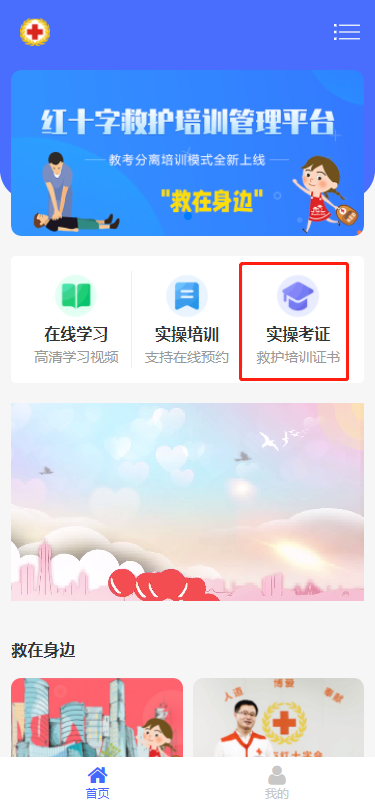 红十字救护培训管理平台
教考分离培训模式全新上线
"救在身边"
在线学习
实操培训
实操考证
高清学习视频
支持在线预约
救护培训证书
救在身边
人道
博爱
奉献
首页
我的